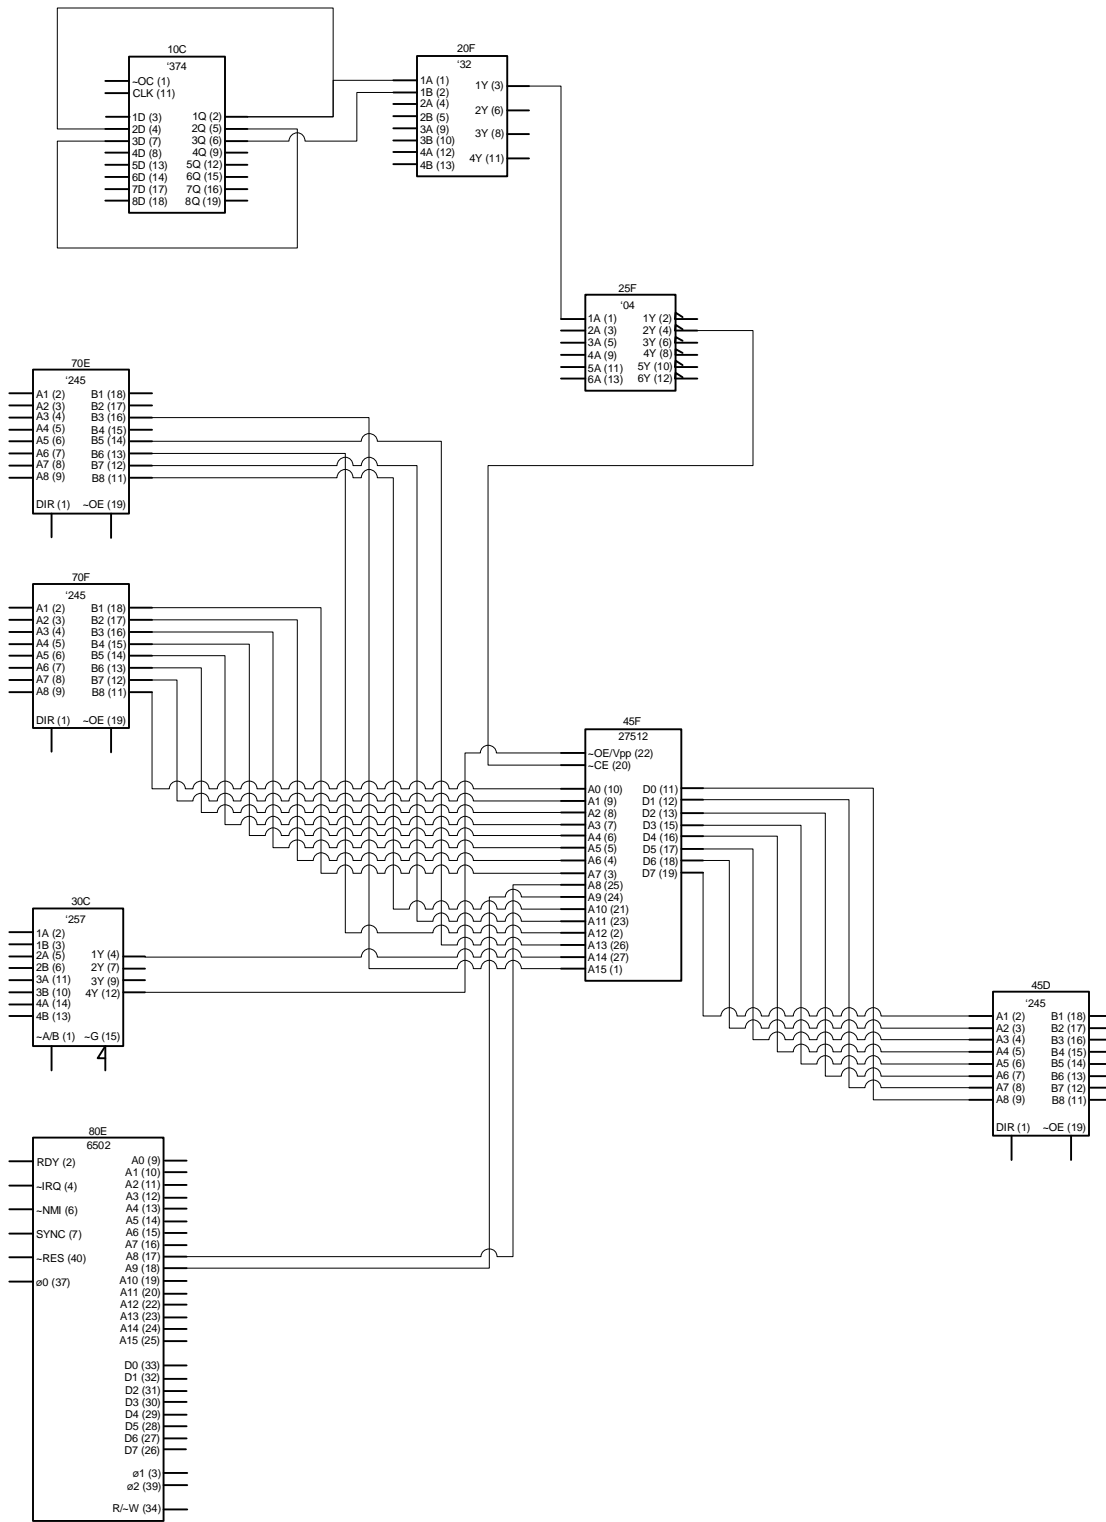 10C
‘374
~OC (1)
CLK (11)
1D (3) 1Q (2)
2D (4) 2Q (5)
3D (7) 3Q (6)
4D (8) 4Q (9)
5D (13) 5Q (12)
6D (14) 6Q (15)
7D (17) 7Q (16)
8D (18) 8Q (19)
20F
‘32
1A (1) 1Y (3)
1B (2)
2A (4) 2Y (6)
2B (5)
3A (9) 3Y (8)
3B (10)
4A (12) 4Y (11)
4B (13)
25F
‘04
1A (1) 1Y (2)
2A (3) 2Y (4)
3A (5) 3Y (6)
4A (9) 4Y (8)
5A (11) 5Y (10)
6A (13) 6Y (12)
70E
‘245
A1 (2) B1 (18)
A2 (3) B2 (17)
A3 (4) B3 (16)
A4 (5) B4 (15)
A5 (6) B5 (14)
A6 (7) B6 (13)
A7 (8) B7 (12)
A8 (9) B8 (11)
DIR (1) ~OE (19)
70F
‘245
A1 (2) B1 (18)
A2 (3) B2 (17)
A3 (4) B3 (16)
A4 (5) B4 (15)
A5 (6) B5 (14)
A6 (7) B6 (13)
A7 (8) B7 (12)
A8 (9) B8 (11)
DIR (1) ~OE (19)
45F
27512
~OE/Vpp (22)
~CE (20)
A0 (10) D0 (11)
A1 (9) D1 (12)
A2 (8) D2 (13)
A3 (7) D3 (15)
A4 (6) D4 (16)
A5 (5) D5 (17)
A6 (4) D6 (18)
A7 (3) D7 (19)
A8 (25)
A9 (24)
A10 (21)
A11 (23)
A12 (2)
A13 (26)
A14 (27)
A15 (1)
30C
‘257
1A (2)
1B (3)
2A (5) 1Y (4)
2B (6) 2Y (7)
3A (11) 3Y (9)
3B (10) 4Y (12)
4A (14)
4B (13)
~A/B (1) ~G (15)
45D
‘245
A1 (2) B1 (18)
A2 (3) B2 (17)
A3 (4) B3 (16)
A4 (5) B4 (15)
A5 (6) B5 (14)
A6 (7) B6 (13)
A7 (8) B7 (12)
A8 (9) B8 (11)
DIR (1) ~OE (19)
80E
6502
RDY (2) A0 (9)
A1 (10)
~IRQ (4) A2 (11)
A3 (12)
~NMI (6) A4 (13)
A5 (14)
SYNC (7) A6 (15)
A7 (16)
~RES (40) A8 (17)
A9 (18)
ø0 (37) A10 (19)
A11 (20)
A12 (22)
A13 (23)
A14 (24)
A15 (25)
D0 (33)
D1 (32)
D2 (31)
D3 (30)
D4 (29)
D5 (28)
D6 (27)
D7 (26)
ø1 (3)
ø2 (39)
R/~W (34)